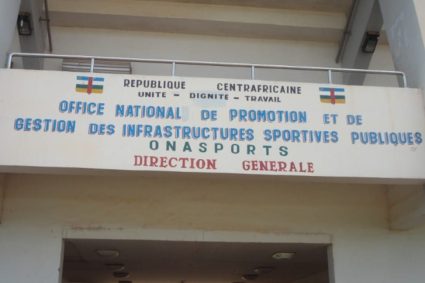 REPUBLIQUE CENTRAFRICAINE
UNITE - DIGNITE - TRAVAIL
OFFICE NATIONAL DE PROMOTION ET DE
GESTION DES INFRASTRUCTURES SPORTIVES PUBLIQUES
ONASPORTS
DIRECTION GENERALE